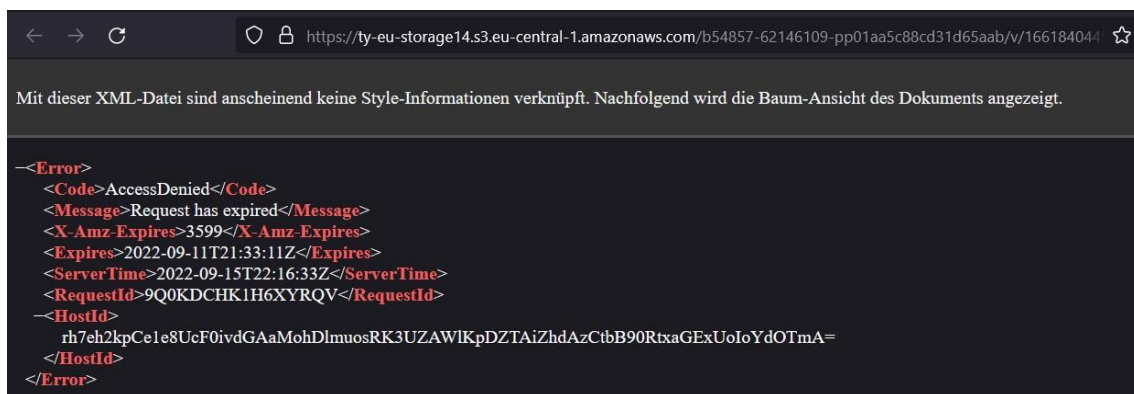 https://ty-eu-storage14.s3.eu-central-1.amazonaws.com/b54857-62146109-pp01aa5c88cd31d65aab/v/166184044
Mit dieser XML-Datei sind anscheinend keine Style-Informationen verknüpft. Nachfolgend wird die Baum-Ansicht des Dokuments angezeigt.
−<Error>
<Code>AccessDenied</Code>
<Message>Request has expired</Message>
<X-Amz-Expires>3599</X-Amz-Expires>
<Expires>2022-09-11T21:33:11Z</Expires>
<ServerTime>2022-09-15T22:16:33Z</ServerTime>
<RequestId>9Q0KDCHK1H6XYRQV</RequestId>
−<HostId>
rh7eh2kpCe1e8UcF0ivdGAaMohDlmuosRK3UZAWlKpDZTAiZhdAzCtbB90RtxaGExUoIoYdOTmA=
</HostId>
</Error>